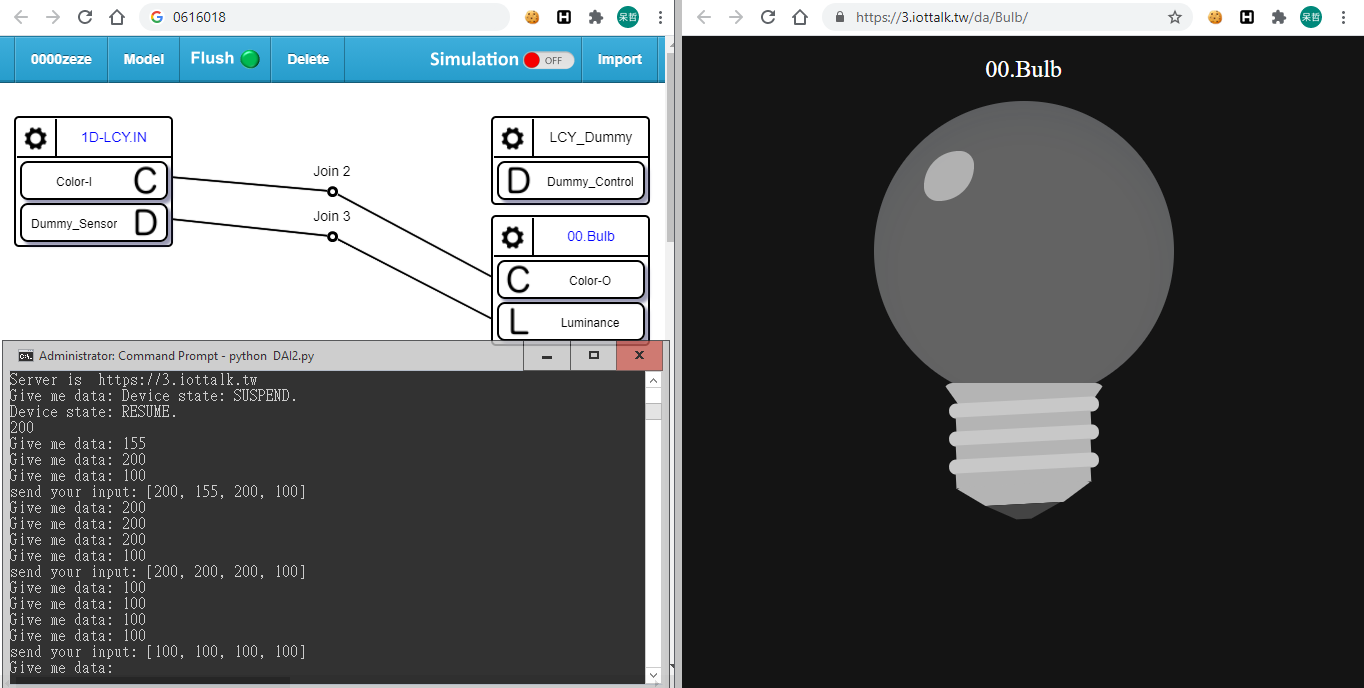 0616018
呆哲
0000zeze
Model
Flush
Delete
Simulation
OFF
Import
1D-LCY.IN
Color-I
C
Dummy_Sensor
D
Join 2
Join 3
LCY_Dummy
D
Dummy_Control
00.Bulb
C
Color-O
L
Luminance
Administrator: Command Prompt - python  DAI2.py
Server is  https://3.iottalk.tw
Give me data: Device state: SUSPEND.
Device state: RESUME.
200
Give me data: 155
Give me data: 200
Give me data: 100
send your input: [200, 155, 200, 100]
Give me data: 200
Give me data: 200
Give me data: 200
Give me data: 100
send your input: [200, 200, 200, 100]
Give me data: 100
Give me data: 100
Give me data: 100
Give me data: 100
send your input: [100, 100, 100, 100]
Give me data:
https://3.iottalk.tw/da/Bulb/
呆哲
00.Bulb